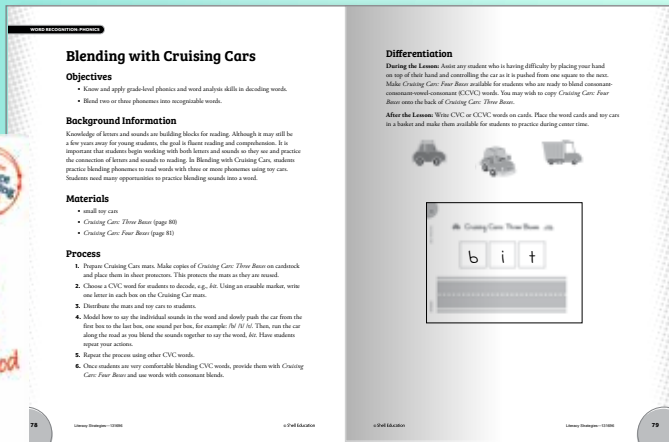 WORD RECOGNITION: PHONICS
Blending with Cruising Cars
Objectives
• Know and apply grade-level phonics and word analysis skills in decoding words.
• Blend two or three phonemes into recognizable words.
Background Information
Knowledge of letters and sounds are building blocks for reading. Although it may still be
a few years away for young students, the goal is fluent reading and comprehension. It is
important that students begin working with both letters and sounds so they see and practice
the connection of letters and sounds to reading. In Blending with Cruising Cars, students
practice blending phonemes to read words with three or more phonemes using toy cars.
Students need many opportunities to practice blending sounds into a word.
Materials
• small toy cars
• Cruising Cars: Three Boxes (page 80)
• Cruising Cars: Four Boxes (page 81)
Process
1. Prepare Cruising Cars mats. Make copies of Cruising Cars: Three Boxes on cardstock
and place them in sheet protectors. This protects the mats as they are reused.
2. Choose a CVC word for students to decode, e.g., bit. Using an erasable marker, write
one letter in each box on the Cruising Car mats.
3. Distribute the mats and toy cars to students.
4. Model how to say the individual sounds in the word and slowly push the car from the
first box to the last box, one sound per box, for example: /b/ /ĭ/ /t/. Then, run the car
along the road as you blend the sounds together to say the word, bit. Have students
repeat your actions.
5. Repeat the process using other CVC words.
6. Once students are very comfortable blending CVC words, provide them with Cruising
Cars: Four Boxes and use words with consonant blends.
78
Literacy Strategies—
© Shell Education
Differentiation
During the Lesson: Assist any student who is having difficulty by placing your hand
on top of their hand and controlling the car as it is pushed from one square to the next.
Make Cruising Cars: Four Boxes available for students who are ready to blend consonant-
consonant-vowel-consonant (CCVC) words. You may wish to copy Cruising Cars: Four
Boxes onto the back of Cruising Cars: Three Boxes.
After the Lesson: Write CVC or CCVC words on cards. Place the word cards and toy cars
in a basket and make them available for students to practice during center time.
Cruising Cars: Three Boxes
b i t
© Shell Education
Literacy Strategies—
79